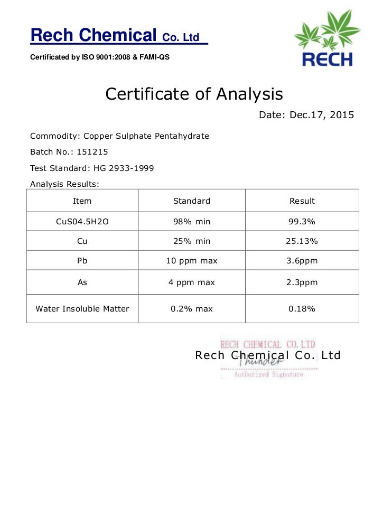 Rech Chemical Co. Ltd
RECH
Certificated by ISO 9001:2008 & FAMI-QS
Certificate of Analysis
Date: Dec.17, 2015
Commodity: Copper Sulphate Pentahydrate
Batch No.: 151215
Test Standard: HG 2933-1999
Analysis Results:
Item Standard Result
CuS04.5H2O 98% min 99.3%
Cu 25% min 25.13%
Pb 10 ppm max 3.6ppm
As 4 ppm max 2.3ppm
Water Insoluble Matter 0.2% max 0.18%
RECH CHEMICAL CO. LTD
Rech Chemical Co. Ltd
Thunder
Authorized Signature